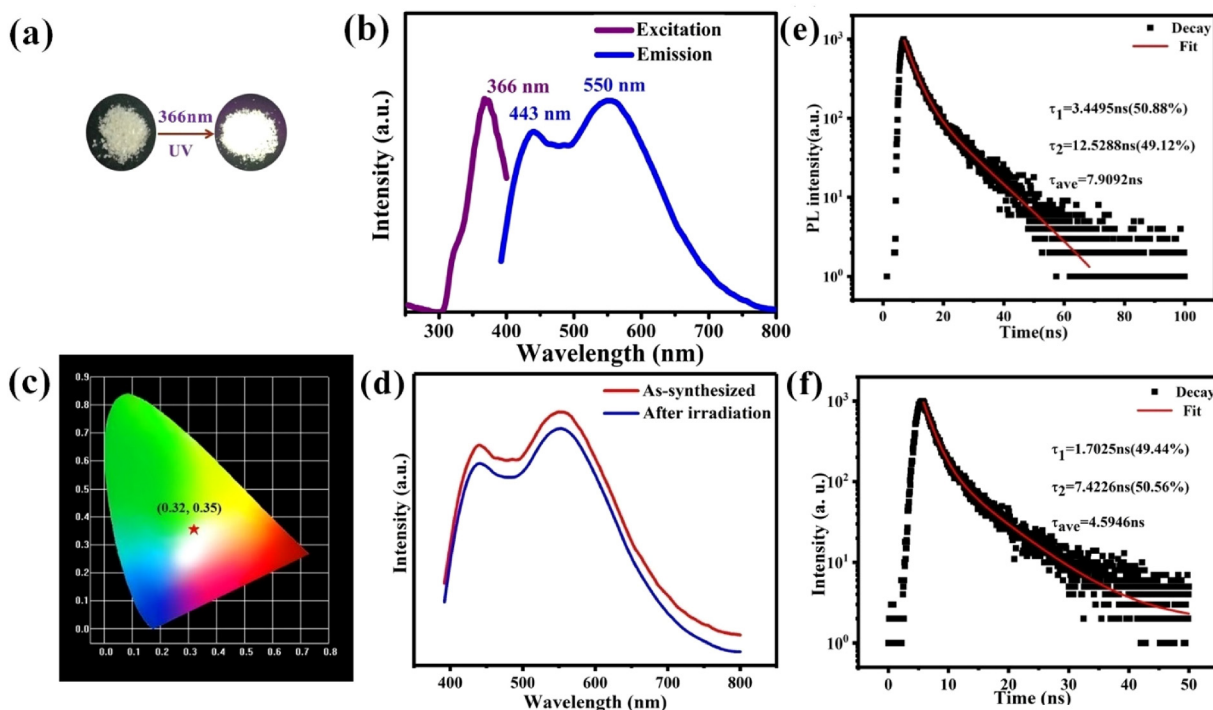 (a)
366nm
UV
(b)
Excitation
Emission
366 nm
443 nm
550 nm
Intensity (a.u.)
300 400 500 600 700 800
Wavelength (nm)
(e)
Decay
Fit
10³
10²
10¹
10⁰
τ₁=3.4495ns(50.88%)
τ₂=12.5288ns(49.12%)
τave=7.9092ns
PL intensity(a.u.)
0 20 40 60 80 100
Time(ns)
(c)
0.9
0.8
0.7
0.6
0.5
0.4
0.3
0.2
0.1
0.0
(0.32, 0.35)
0.0 0.1 0.2 0.3 0.4 0.5 0.6 0.7 0.8
(d)
As-synthesized
After irradiation
Intensity (a.u.)
400 500 600 700 800
Wavelength (nm)
(f)
Decay
Fit
10³
10²
10¹
10⁰
τ₁=1.7025ns(49.44%)
τ₂=7.4226ns(50.56%)
τave=4.5946ns
Intensity (a. u.)
0 10 20 30 40 50
Time (ns)